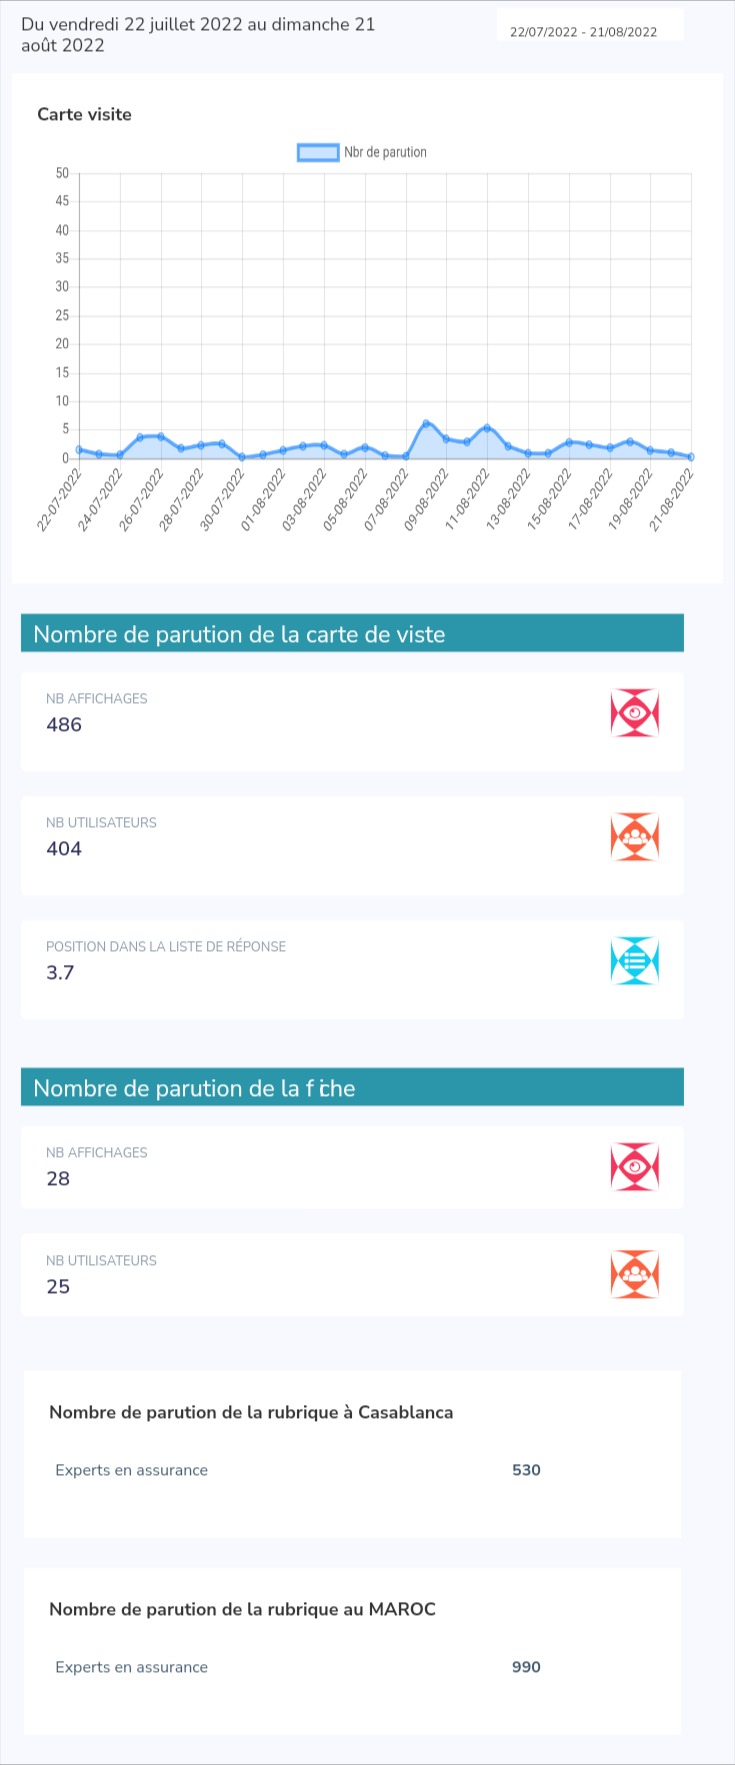 Du vendredi 22 juillet 2022 au dimanche 21
août 2022
22/07/2022 - 21/08/2022
Carte visite
Nbr de parution
50
45
40
35
30
25
20
15
10
5
0
22-07-2022
24-07-2022
26-07-2022
28-07-2022
30-07-2022
01-08-2022
03-08-2022
05-08-2022
07-08-2022
09-08-2022
11-08-2022
13-08-2022
15-08-2022
17-08-2022
19-08-2022
21-08-2022
Nombre de parution de la carte de viste
NB AFFICHAGES
486
NB UTILISATEURS
404
POSITION DANS LA LISTE DE RÉPONSE
3.7
Nombre de parution de la fiche
NB AFFICHAGES
28
NB UTILISATEURS
25
Nombre de parution de la rubrique à Casablanca
Experts en assurance 530
Nombre de parution de la rubrique au MAROC
Experts en assurance 990